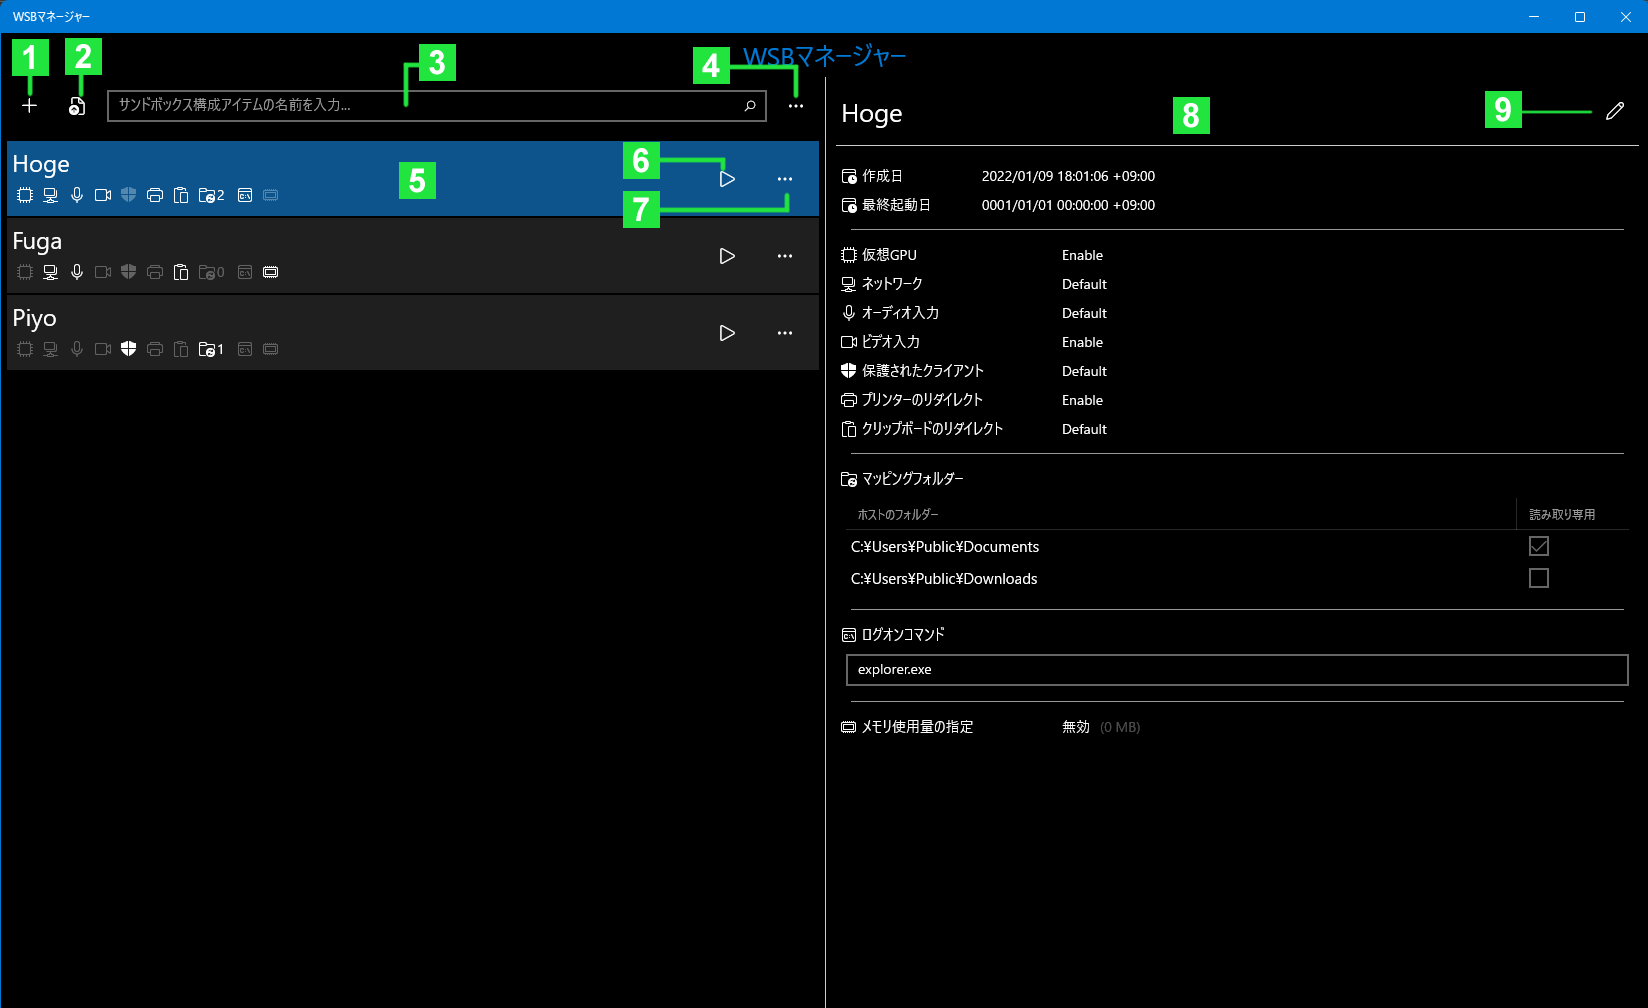 WSBマネージャー
WSBマネージャー
1
2
3
4
サンドボックス構成アイテムの名前を入力...
Hoge
2
5
6
7
Fuga
0
Piyo
1
Hoge
8
9
作成日 2022/01/09 18:01:06 +09:00
最終起動日 0001/01/01 00:00:00 +09:00
仮想GPU Enable
ネットワーク Default
オーディオ入力 Default
ビデオ入力 Enable
保護されたクライアント Default
プリンターのリダイレクト Enable
クリップボードのリダイレクト Default
マッピングフォルダー
ホストのフォルダー 読み取り専用
C:¥Users¥Public¥Documents
C:¥Users¥Public¥Downloads
ログオンコマンド
explorer.exe
メモリ使用量の指定 無効 (0 MB)